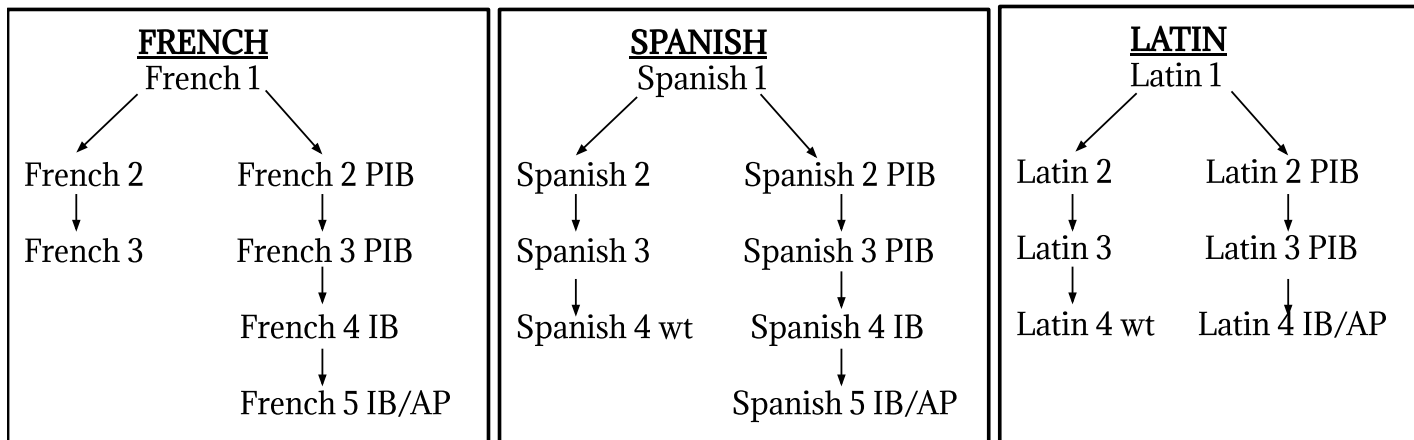 FRENCH
French 1
French 2 French 2 PIB
French 3 French 3 PIB
French 4 IB
French 5 IB/AP
SPANISH
Spanish 1
Spanish 2 Spanish 2 PIB
Spanish 3 Spanish 3 PIB
Spanish 4 wt Spanish 4 IB
Spanish 5 IB/AP
LATIN
Latin 1
Latin 2 Latin 2 PIB
Latin 3 Latin 3 PIB
Latin 4 wt Latin 4 IB/AP